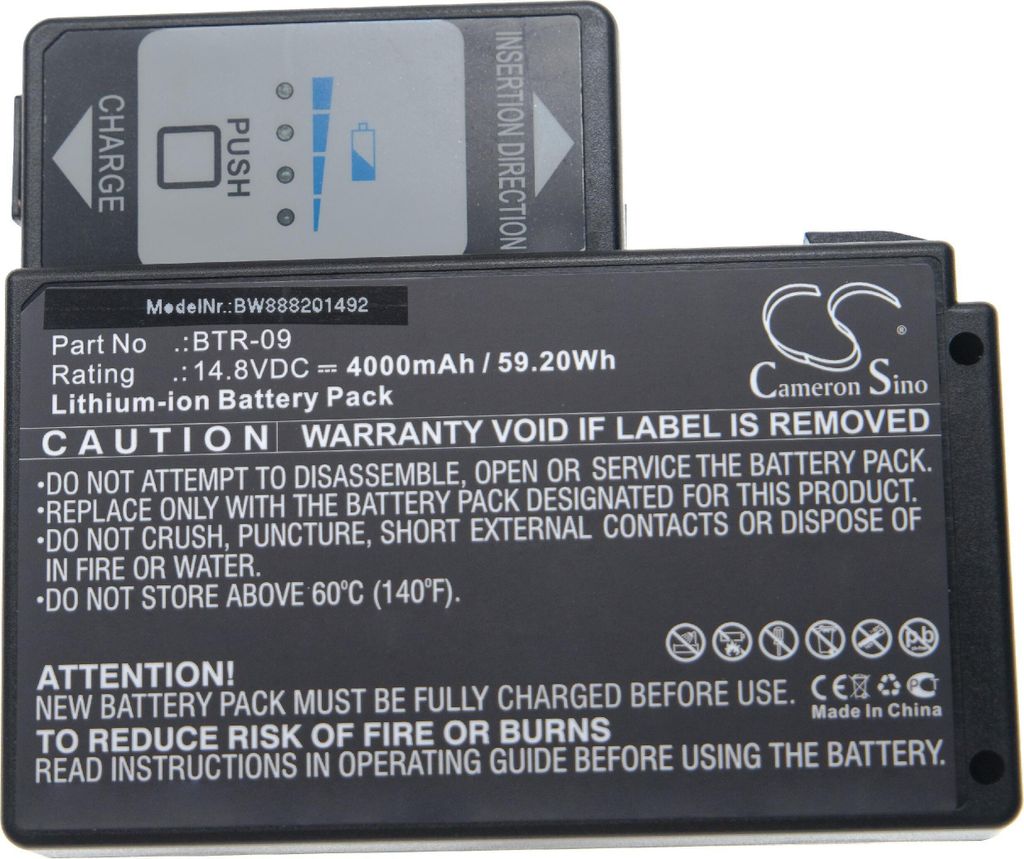 CHARGE
PUSH
INSERTION DIRECTION
ModelNr.:BW888201492
Part No .:BTR-09
Rating .:14.8VDC ⎓ 4000mAh / 59.20Wh
Lithium-ion Battery Pack
CS®
Cameron Sino
CAUTION WARRANTY VOID IF LABEL IS REMOVED
•DO NOT ATTEMPT TO DISASSEMBLE, OPEN OR SERVICE THE BATTERY PACK.
•REPLACE ONLY WITH THE BATTERY PACK DESIGNATED FOR THIS PRODUCT.
•DO NOT CRUSH, PUNCTURE, SHORT EXTERNAL CONTACTS OR DISPOSE OF
IN FIRE OR WATER.
•DO NOT STORE ABOVE 60°C (140°F).
Pb
ATTENTION!
NEW BATTERY PACK MUST BE FULLY CHARGED BEFORE USE.
CE PCT
Made In China
TO REDUCE RISK OF FIRE OR BURNS
READ INSTRUCTIONS IN OPERATING GUIDE BEFORE USING THE BATTERY.